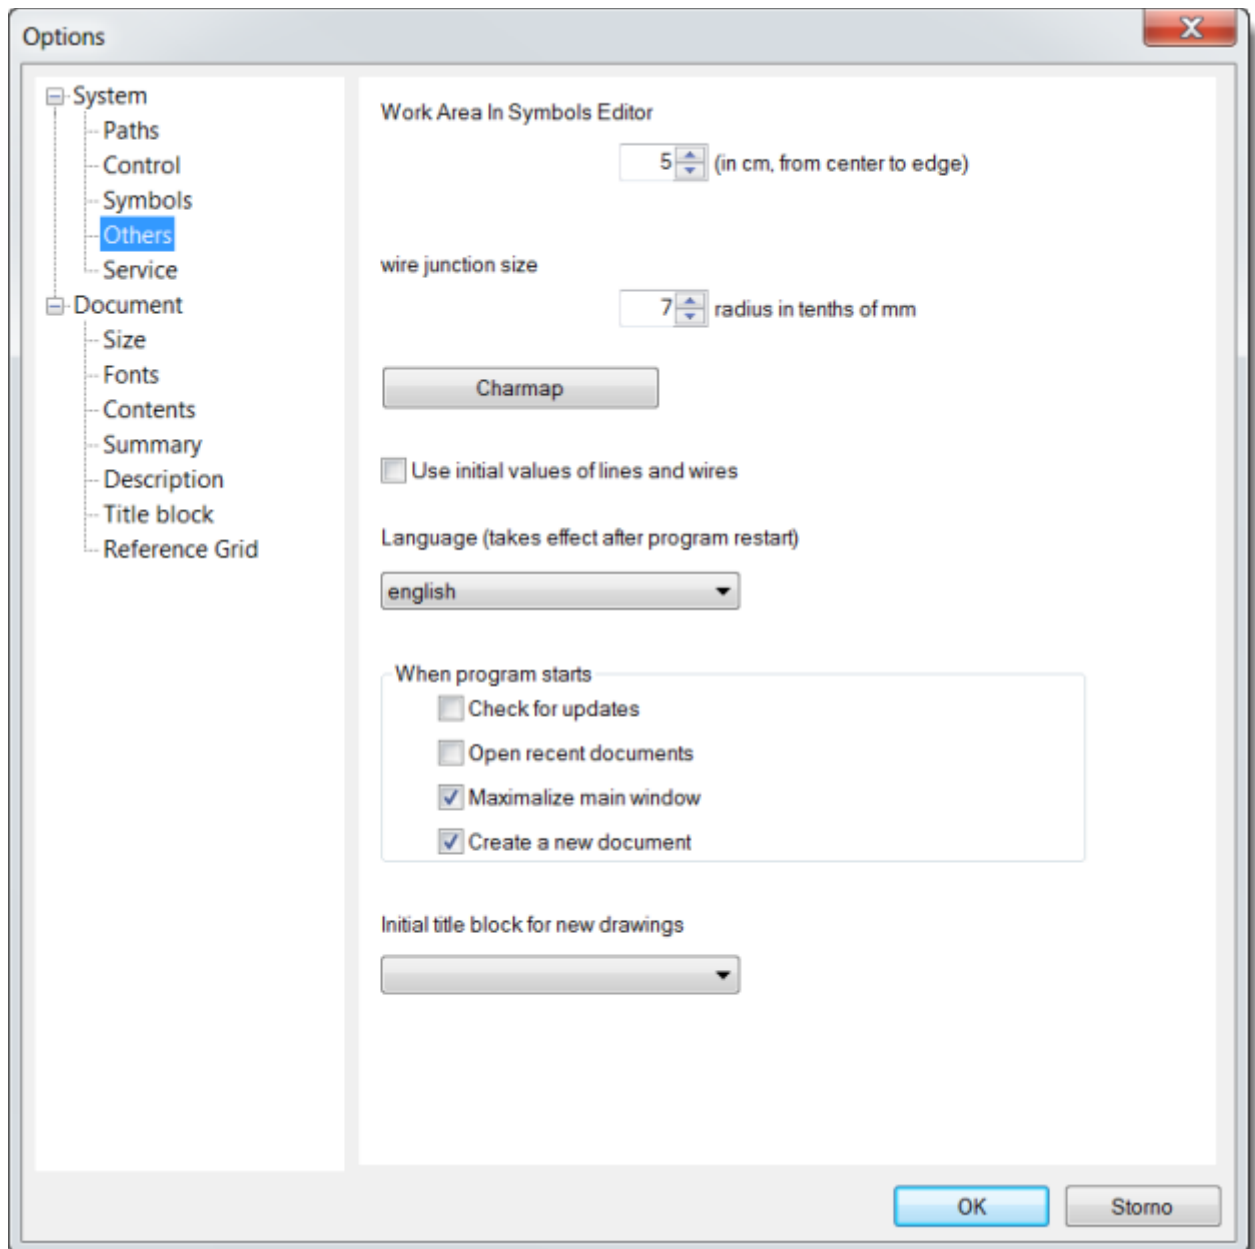 Options
System
Paths
Control
Symbols
Others
Service
Document
Size
Fonts
Contents
Summary
Description
Title block
Reference Grid
Work Area In Symbols Editor
5 (in cm, from center to edge)
wire junction size
7 radius in tenths of mm
Charmap
Use initial values of lines and wires
Language (takes effect after program restart)
english
When program starts
Check for updates
Open recent documents
Maximalize main window
Create a new document
Initial title block for new drawings
OK Storno